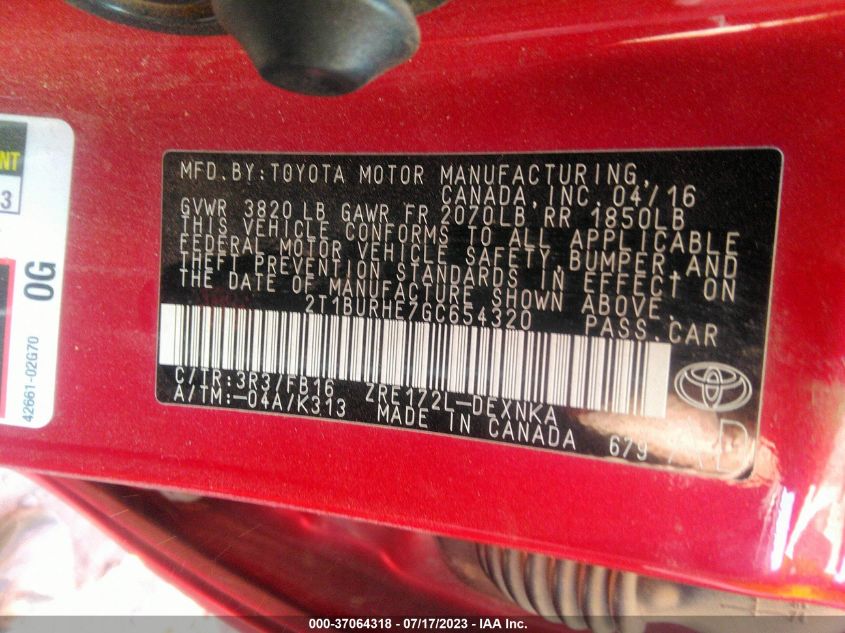 NT
3
0G
42661-02G70
MFD.BY:TOYOTA MOTOR MANUFACTURING,
CANADA,INC.04/16
GVWR 3820 LB GAWR FR 2070LB RR 1850LB
THIS VEHICLE CONFORMS TO ALL APPLICABLE
FEDERAL MOTOR VEHICLE SAFETY,BUMPER,AND
THEFT PREVENTION STANDARDS IN EFFECT ON
THE DATE OF MANUFACTURE SHOWN ABOVE.
2T1BURHE7GC654320 PASS.CAR
C/TR:3R3/FB16 ZRE172L-DEXNKA
A/TM:-04A/K313 MADE IN CANADA 679
AD
000-37064318 / 07/17/2023 - IAA Inc.